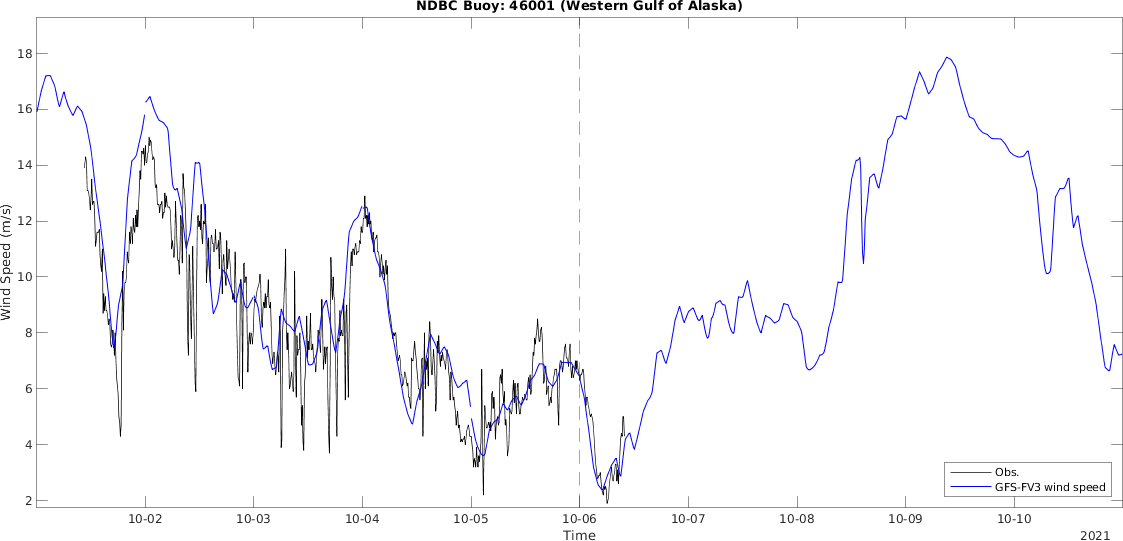 NDBC Buoy: 46001 (Western Gulf of Alaska)
Wind Speed (m/s)
18
16
14
12
10
8
6
4
2
10-02 10-03 10-04 10-05 10-06 10-07 10-08 10-09 10-10
Time
2021
Obs.
GFS-FV3 wind speed